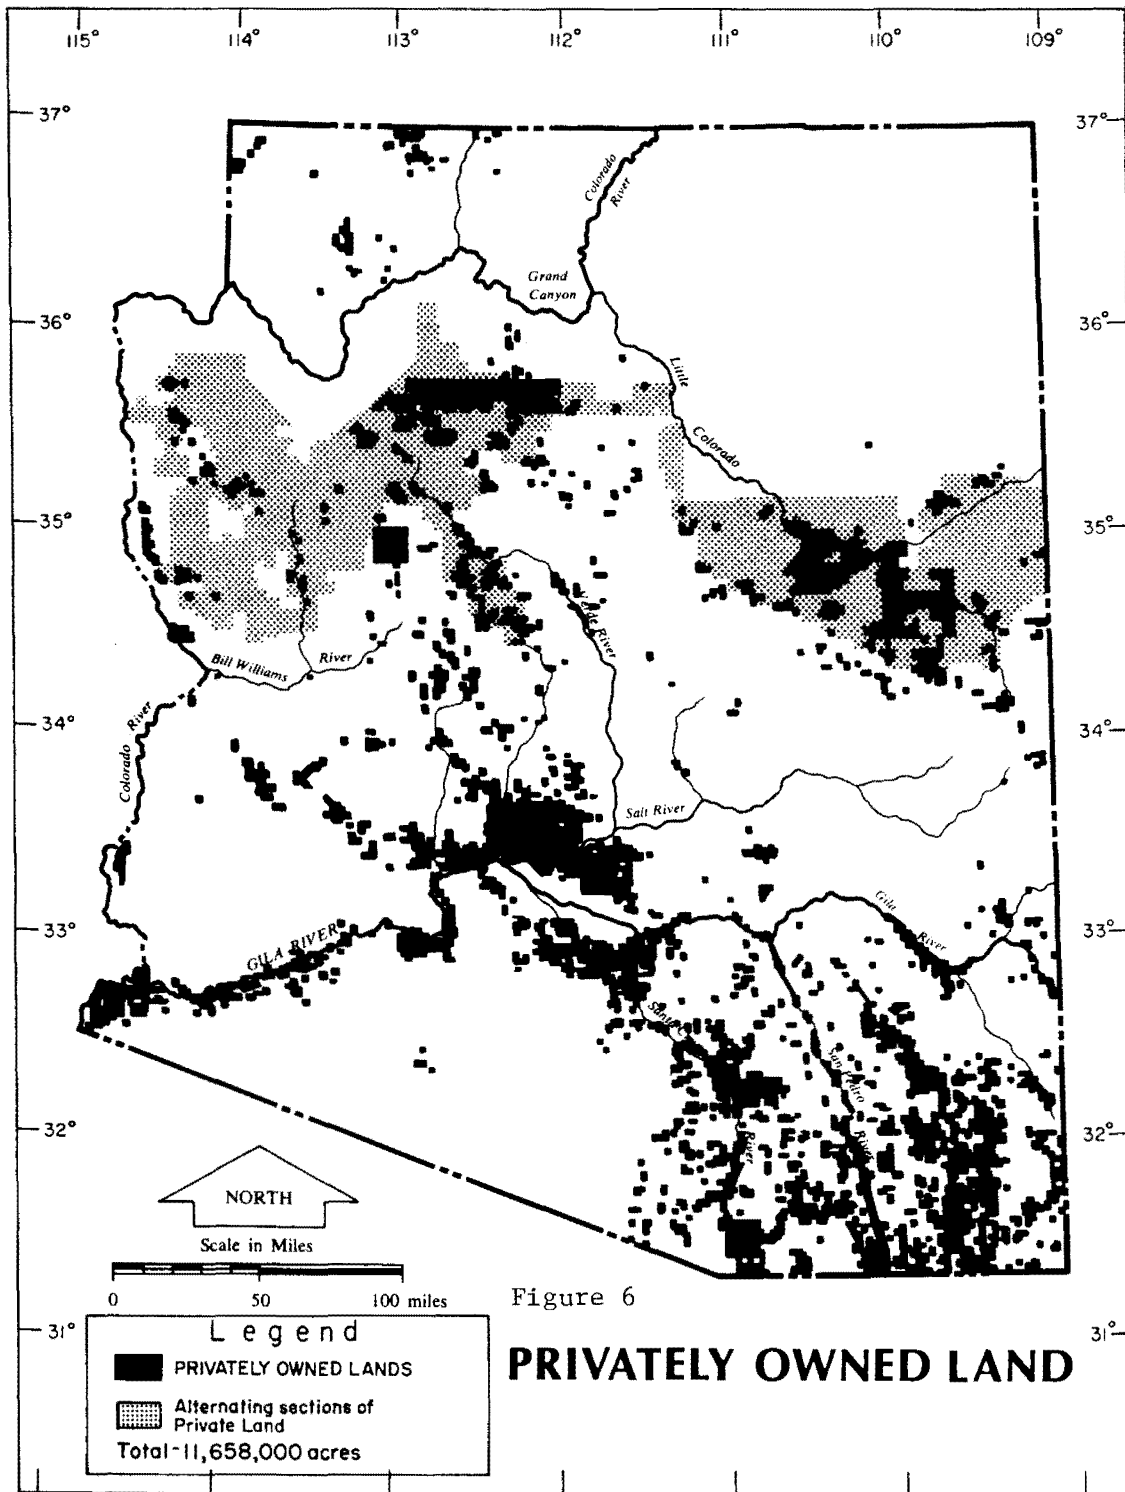 115° 114° 113° 112° 111° 110° 109°
37° 37°
Colorado
River
Grand
Canyon
36° 36°
Little
Colorado
35° 35°
Verde River
Bill Williams River
34° 34°
Colorado River
Salt River
Gila
River
33° 33°
GILA RIVER
Santa C
San Pedro
River
River
32° 32°
NORTH
Scale in Miles
0 50 100 miles
Figure 6
31° 31°
Legend
PRIVATELY OWNED LANDS
Alternating sections of
Private Land
Total-11,658,000 acres
PRIVATELY OWNED LAND